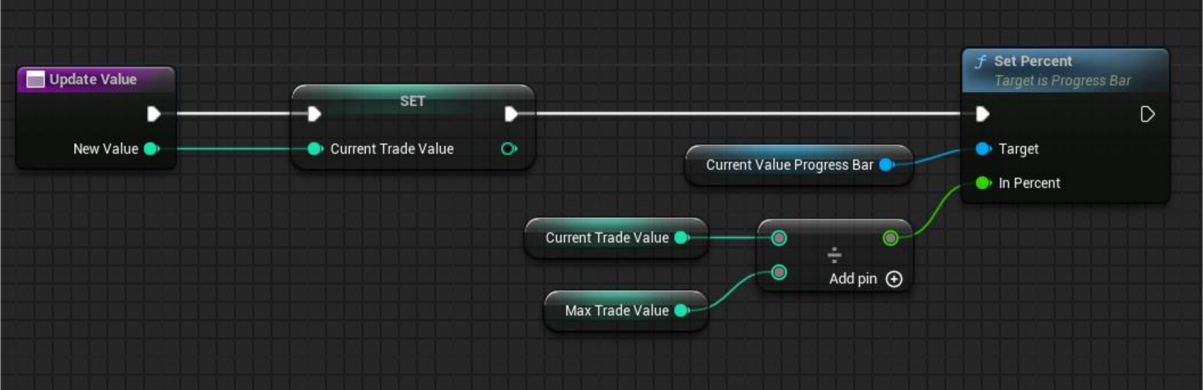 Update Value
New Value
SET
Current Trade Value
Current Value Progress Bar
Current Trade Value
÷
Add pin
Max Trade Value
f Set Percent
Target is Progress Bar
Target
In Percent